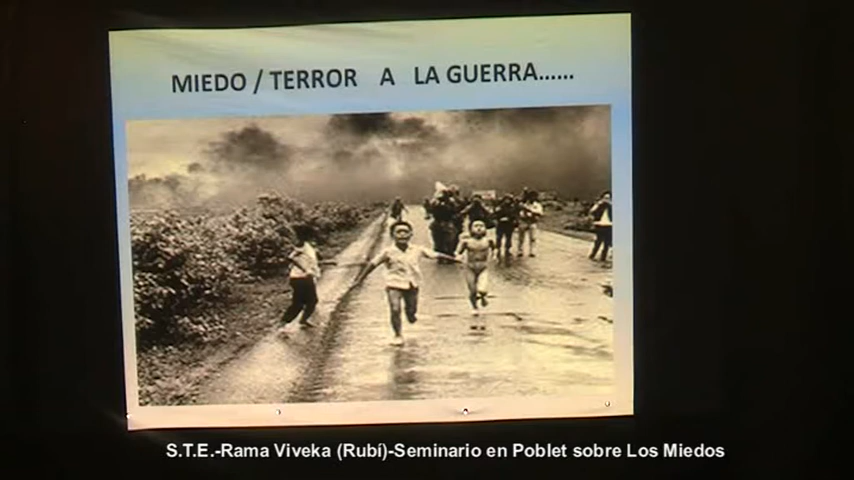 MIEDO / TERROR A LA GUERRA......
S.T.E.-Rama Viveka (Rubí)-Seminario en Poblet sobre Los Miedos